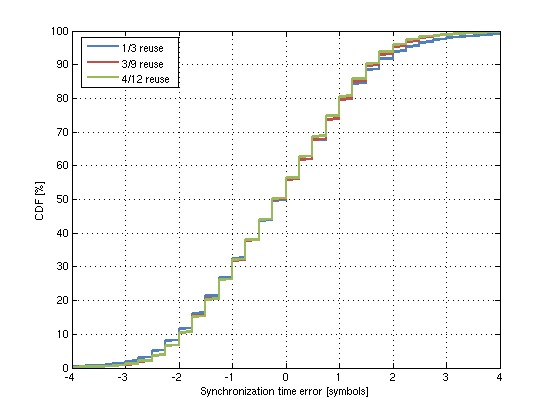 100
90
80
70
60
50
40
30
20
10
0
1/3 reuse
3/9 reuse
4/12 reuse
CDF [%]
-4 -3 -2 -1 0 1 2 3 4
Synchronization time error [symbols]